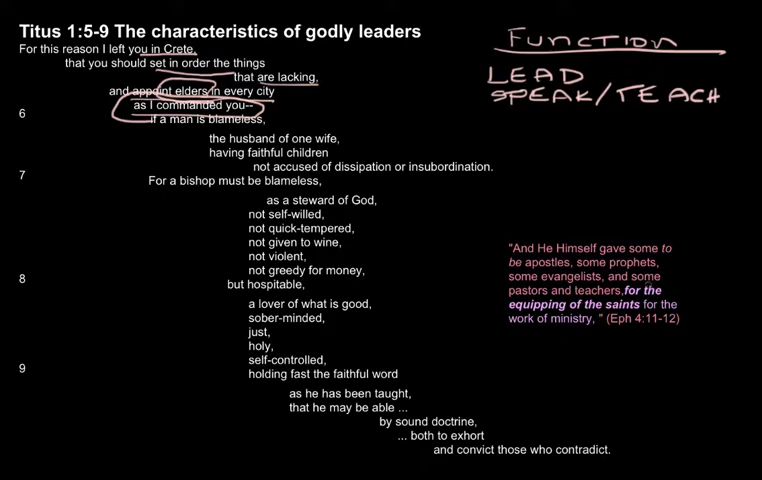 Titus 1:5-9 The characteristics of godly leaders
For this reason I left you in Crete,
that you should set in order the things
that are lacking,
and appoint elders in every city
as I commanded you--
6
if a man is blameless,
the husband of one wife,
having faithful children
not accused of dissipation or insubordination.
7
For a bishop must be blameless,
as a steward of God,
not self-willed,
not quick-tempered,
not given to wine,
not violent,
not greedy for money,
8
but hospitable,
a lover of what is good,
sober-minded,
just,
holy,
self-controlled,
9
holding fast the faithful word
as he has been taught,
that he may be able ...
by sound doctrine,
... both to exhort
and convict those who contradict.
FUNCTION
LEAD
SPEAK/TEACH
"And He Himself gave some to
be apostles, some prophets,
some evangelists, and some
pastors and teachers,for the
equipping of the saints for the
work of ministry, " (Eph 4:11-12)